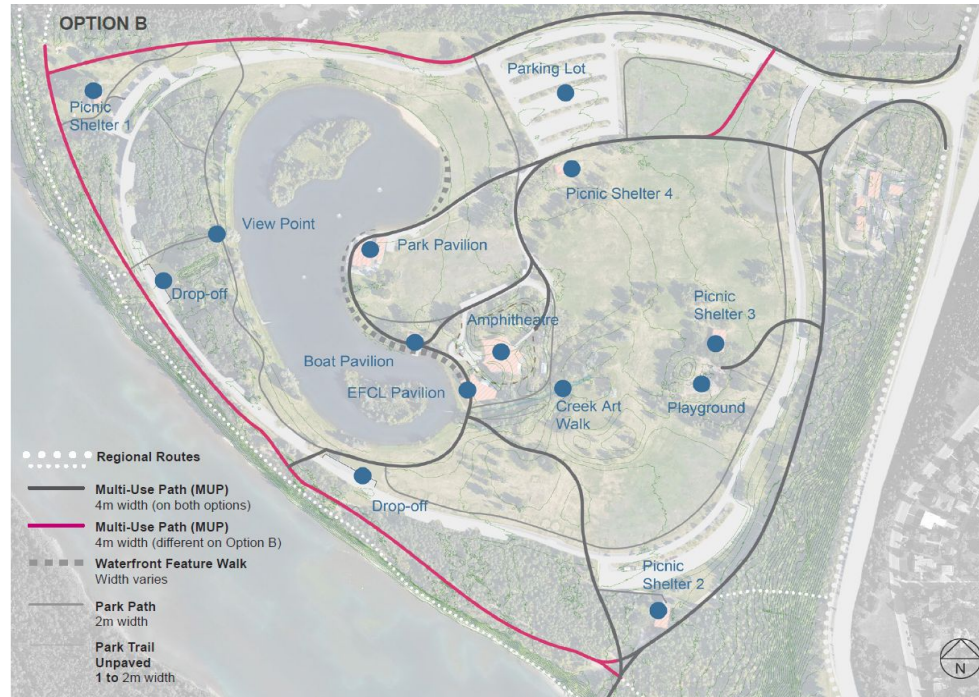 OPTION B
Parking Lot
Picnic
Shelter 1
Picnic Shelter 4
View Point
Park Pavilion
Drop-off
Picnic
Shelter 3
Amphitheatre
Boat Pavilion
EFCL Pavilion
Creek Art
Walk
Playground
Regional Routes
Multi-Use Path (MUP)
4m width (on both options)
Drop-off
Multi-Use Path (MUP)
4m width (different on Option B)
Waterfront Feature Walk
Width varies
Picnic
Shelter 2
Park Path
2m width
Park Trail
Unpaved
1 to 2m width
N